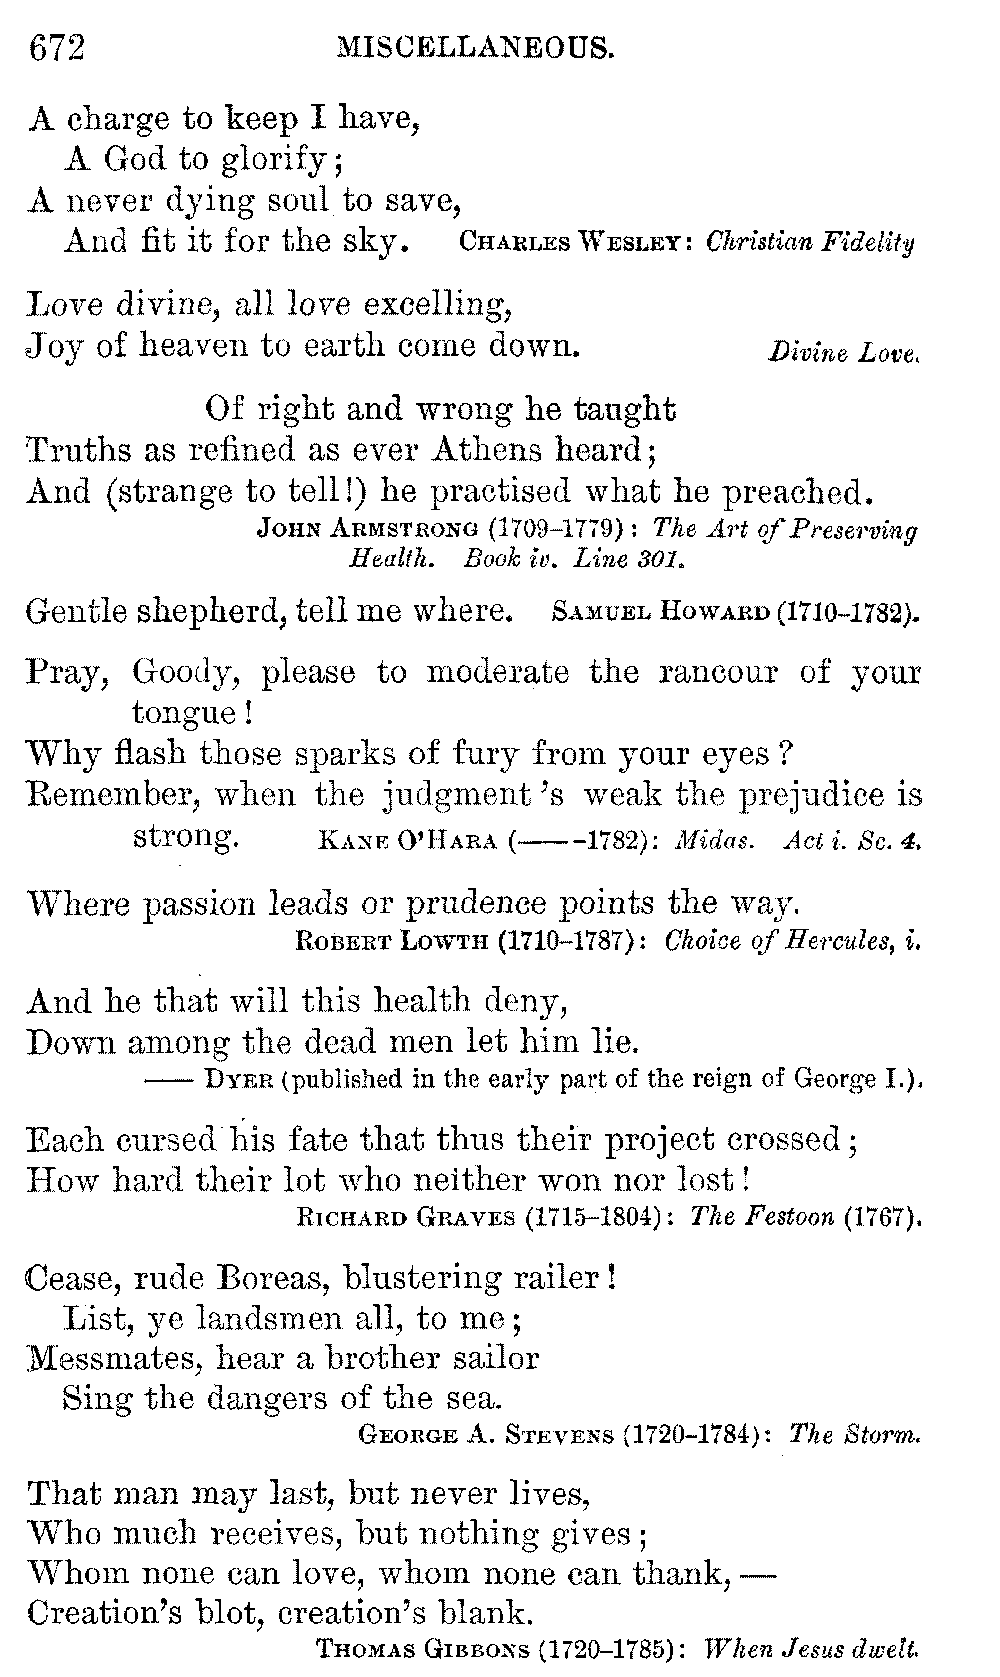 672 MISCELLANEOUS.
A charge to keep I have,
A God to glorify;
A never dying soul to save,
And fit it for the sky. CHARLES WESLEY: Christian Fidelity
Love divine, all love excelling,
Joy of heaven to earth come down. Divine Love.
Of right and wrong he taught
Truths as refined as ever Athens heard;
And (strange to tell!) he practised what he preached.
JOHN ARMSTRONG (1709–1779): The Art of Preserving
Health. Book iv. Line 301.
Gentle shepherd, tell me where. SAMUEL HOWARD (1710–1782).
Pray, Goody, please to moderate the rancour of your
tongue!
Why flash those sparks of fury from your eyes?
Remember, when the judgment 's weak the prejudice is
strong. KANE O'HARA (———1782): Midas. Act i. Sc. 4.
Where passion leads or prudence points the way.
ROBERT LOWTH (1710–1787): Choice of Hercules, i.
And he that will this health deny,
Down among the dead men let him lie.
—— DYER (published in the early part of the reign of George I.).
Each cursed his fate that thus their project crossed;
How hard their lot who neither won nor lost!
RICHARD GRAVES (1715–1804): The Festoon (1767).
Cease, rude Boreas, blustering railer!
List, ye landsmen all, to me;
Messmates, hear a brother sailor
Sing the dangers of the sea.
GEORGE A. STEVENS (1720–1784): The Storm.
That man may last, but never lives,
Who much receives, but nothing gives;
Whom none can love, whom none can thank,—
Creation's blot, creation's blank.
THOMAS GIBBONS (1720–1785): When Jesus dwelt.